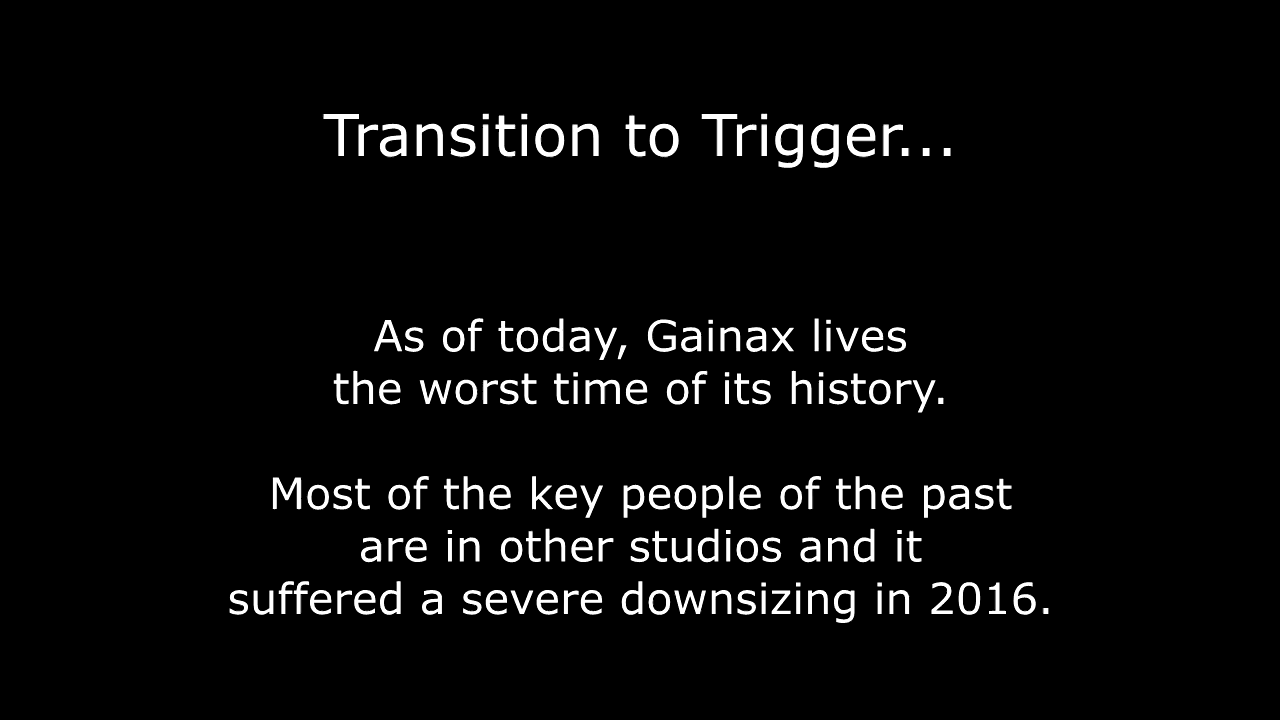 Transition to Trigger...
As of today, Gainax lives
the worst time of its history.
Most of the key people of the past
are in other studios and it
suffered a severe downsizing in 2016.